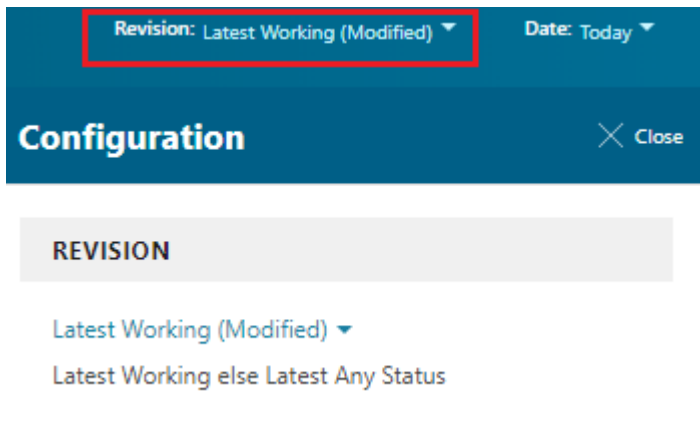 Revision: Latest Working (Modified) Date: Today
Configuration Close
REVISION
Latest Working (Modified)
Latest Working else Latest Any Status